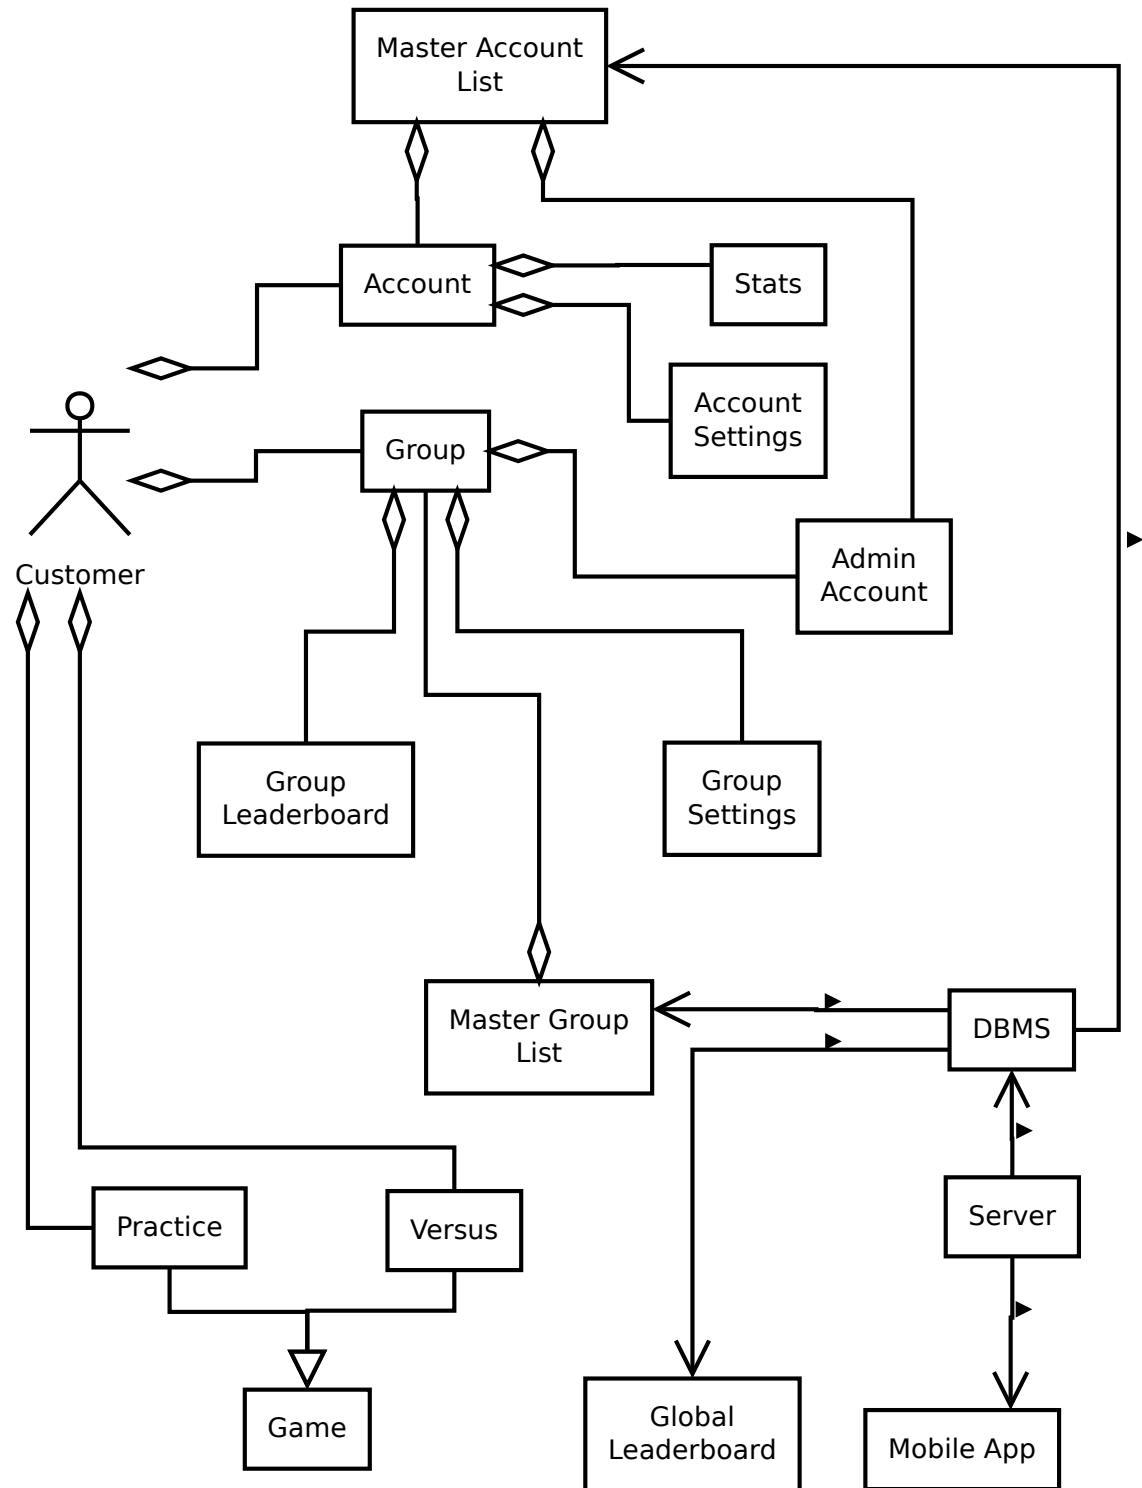 Master Account
List
Account
Stats
Account
Settings
Group
Customer
Admin
Account
Group
Leaderboard
Group
Settings
Master Group
List
DBMS
Practice
Versus
Server
Game
Global
Leaderboard
Mobile App